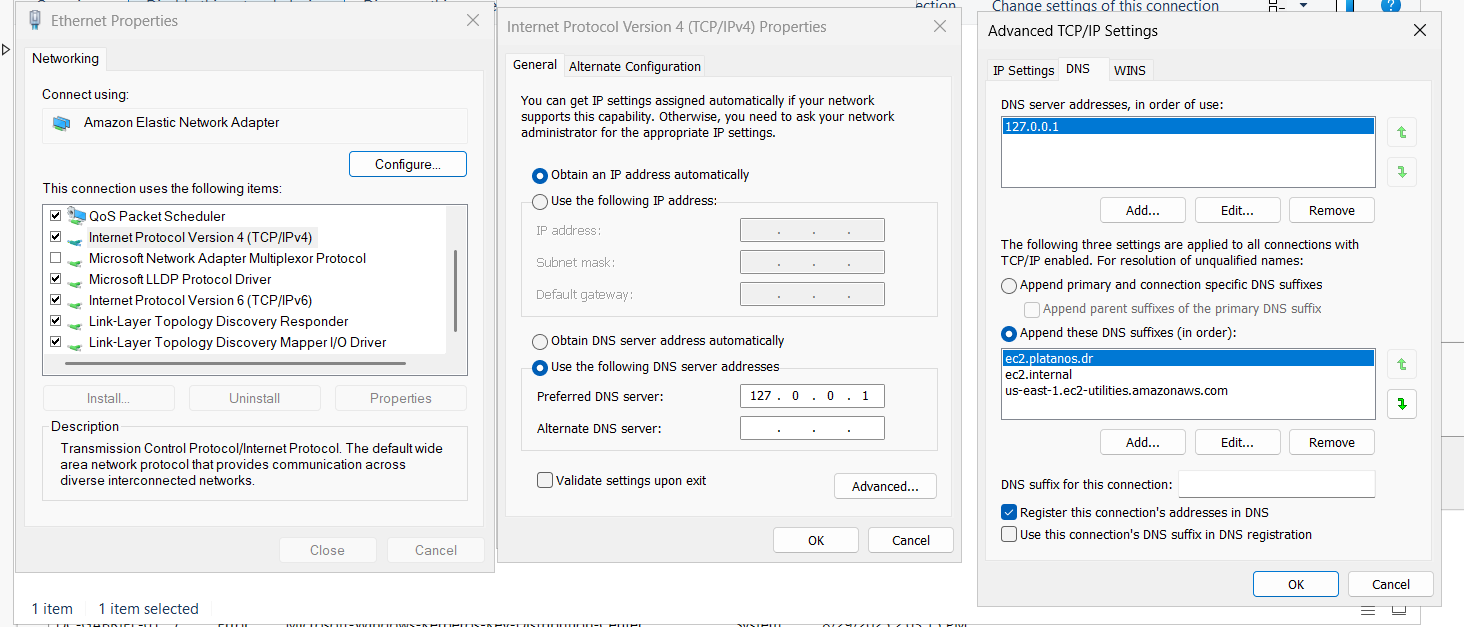 ection
Change settings of this connection
Ethernet Properties
Networking
Connect using:
Amazon Elastic Network Adapter
Configure...
This connection uses the following items:
QoS Packet Scheduler
Internet Protocol Version 4 (TCP/IPv4)
Microsoft Network Adapter Multiplexor Protocol
Microsoft LLDP Protocol Driver
Internet Protocol Version 6 (TCP/IPv6)
Link-Layer Topology Discovery Responder
Link-Layer Topology Discovery Mapper I/O Driver
Install...
Uninstall
Properties
Description
Transmission Control Protocol/Internet Protocol. The default wide
area network protocol that provides communication across
diverse interconnected networks.
Close
Cancel
1 item
1 item selected
Internet Protocol Version 4 (TCP/IPv4) Properties
General
Alternate Configuration
You can get IP settings assigned automatically if your network
supports this capability. Otherwise, you need to ask your network
administrator for the appropriate IP settings.
Obtain an IP address automatically
Use the following IP address:
IP address:
Subnet mask:
Default gateway:
Obtain DNS server address automatically
Use the following DNS server addresses
Preferred DNS server:
127 . 0 . 0 . 1
Alternate DNS server:
Validate settings upon exit
Advanced...
OK
Cancel
Advanced TCP/IP Settings
IP Settings
DNS
WINS
DNS server addresses, in order of use:
127.0.0.1
Add...
Edit...
Remove
The following three settings are applied to all connections with
TCP/IP enabled. For resolution of unqualified names:
Append primary and connection specific DNS suffixes
Append parent suffixes of the primary DNS suffix
Append these DNS suffixes (in order):
ec2.platanos.dr
ec2.internal
us-east-1.ec2-utilities.amazonaws.com
Add...
Edit...
Remove
DNS suffix for this connection:
Register this connection's addresses in DNS
Use this connection's DNS suffix in DNS registration
OK
Cancel